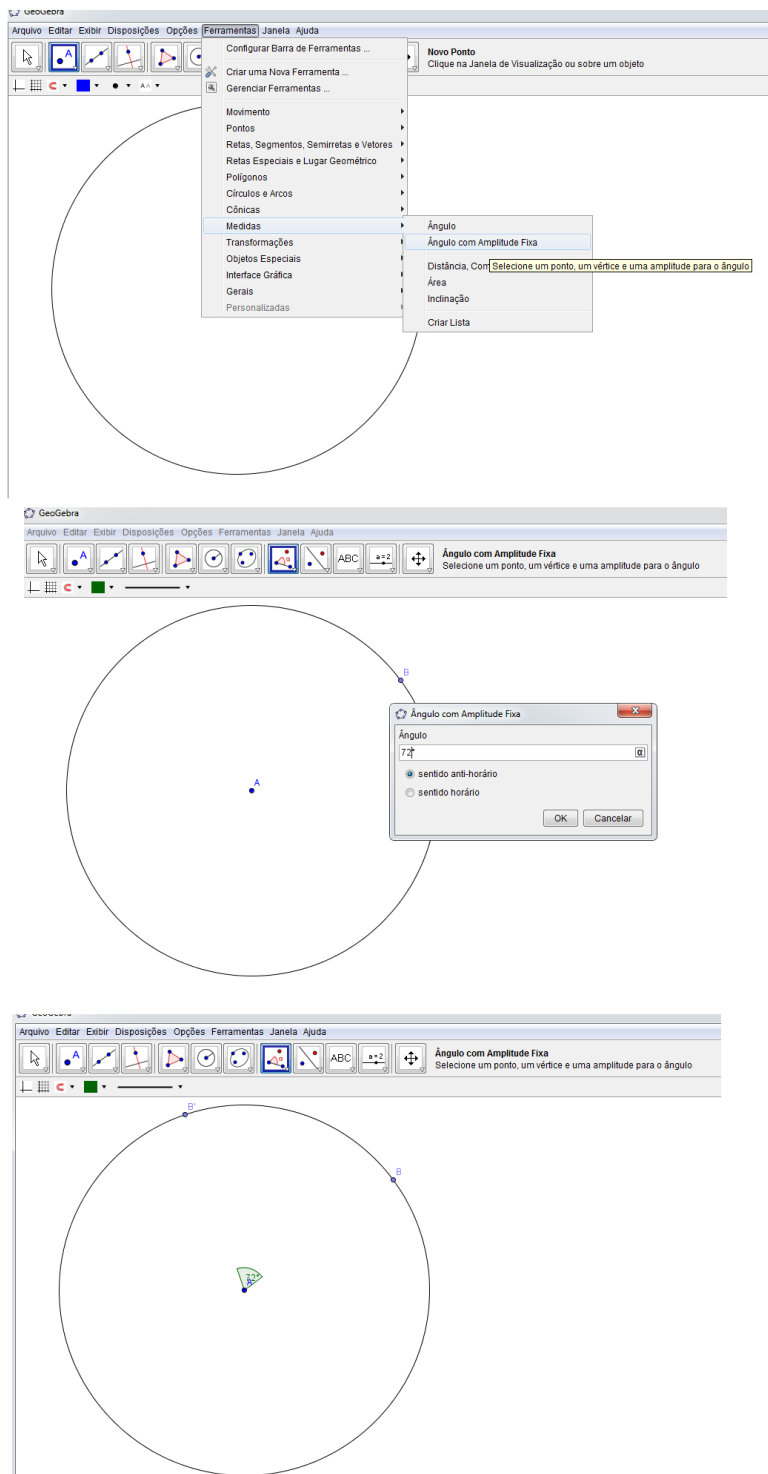 GeoGebra
Arquivo Editar Exibir Disposições Opções Ferramentas Janela Ajuda
A
Novo Ponto
Clique na Janela de Visualização ou sobre um objeto
AA
Configurar Barra de Ferramentas ...
Criar uma Nova Ferramenta ...
Gerenciar Ferramentas ...
Movimento
Pontos
Retas, Segmentos, Semirretas e Vetores
Retas Especiais e Lugar Geométrico
Polígonos
Círculos e Arcos
Cônicas
Medidas
Transformações
Objetos Especiais
Interface Gráfica
Gerais
Personalizadas
Ângulo
Ângulo com Amplitude Fixa
Distância, Com
Selecione um ponto, um vértice e uma amplitude para o ângulo
Área
Inclinação
Criar Lista
GeoGebra
Arquivo Editar Exibir Disposições Opções Ferramentas Janela Ajuda
A α ABC a=2
Ângulo com Amplitude Fixa
Selecione um ponto, um vértice e uma amplitude para o ângulo
B
A
Ângulo com Amplitude Fixa
Ângulo
72°
α
sentido anti-horário
sentido horário
OK Cancelar
GeoGebra
Arquivo Editar Exibir Disposições Opções Ferramentas Janela Ajuda
A α ABC a=2
Ângulo com Amplitude Fixa
Selecione um ponto, um vértice e uma amplitude para o ângulo
B'
B
72°
A